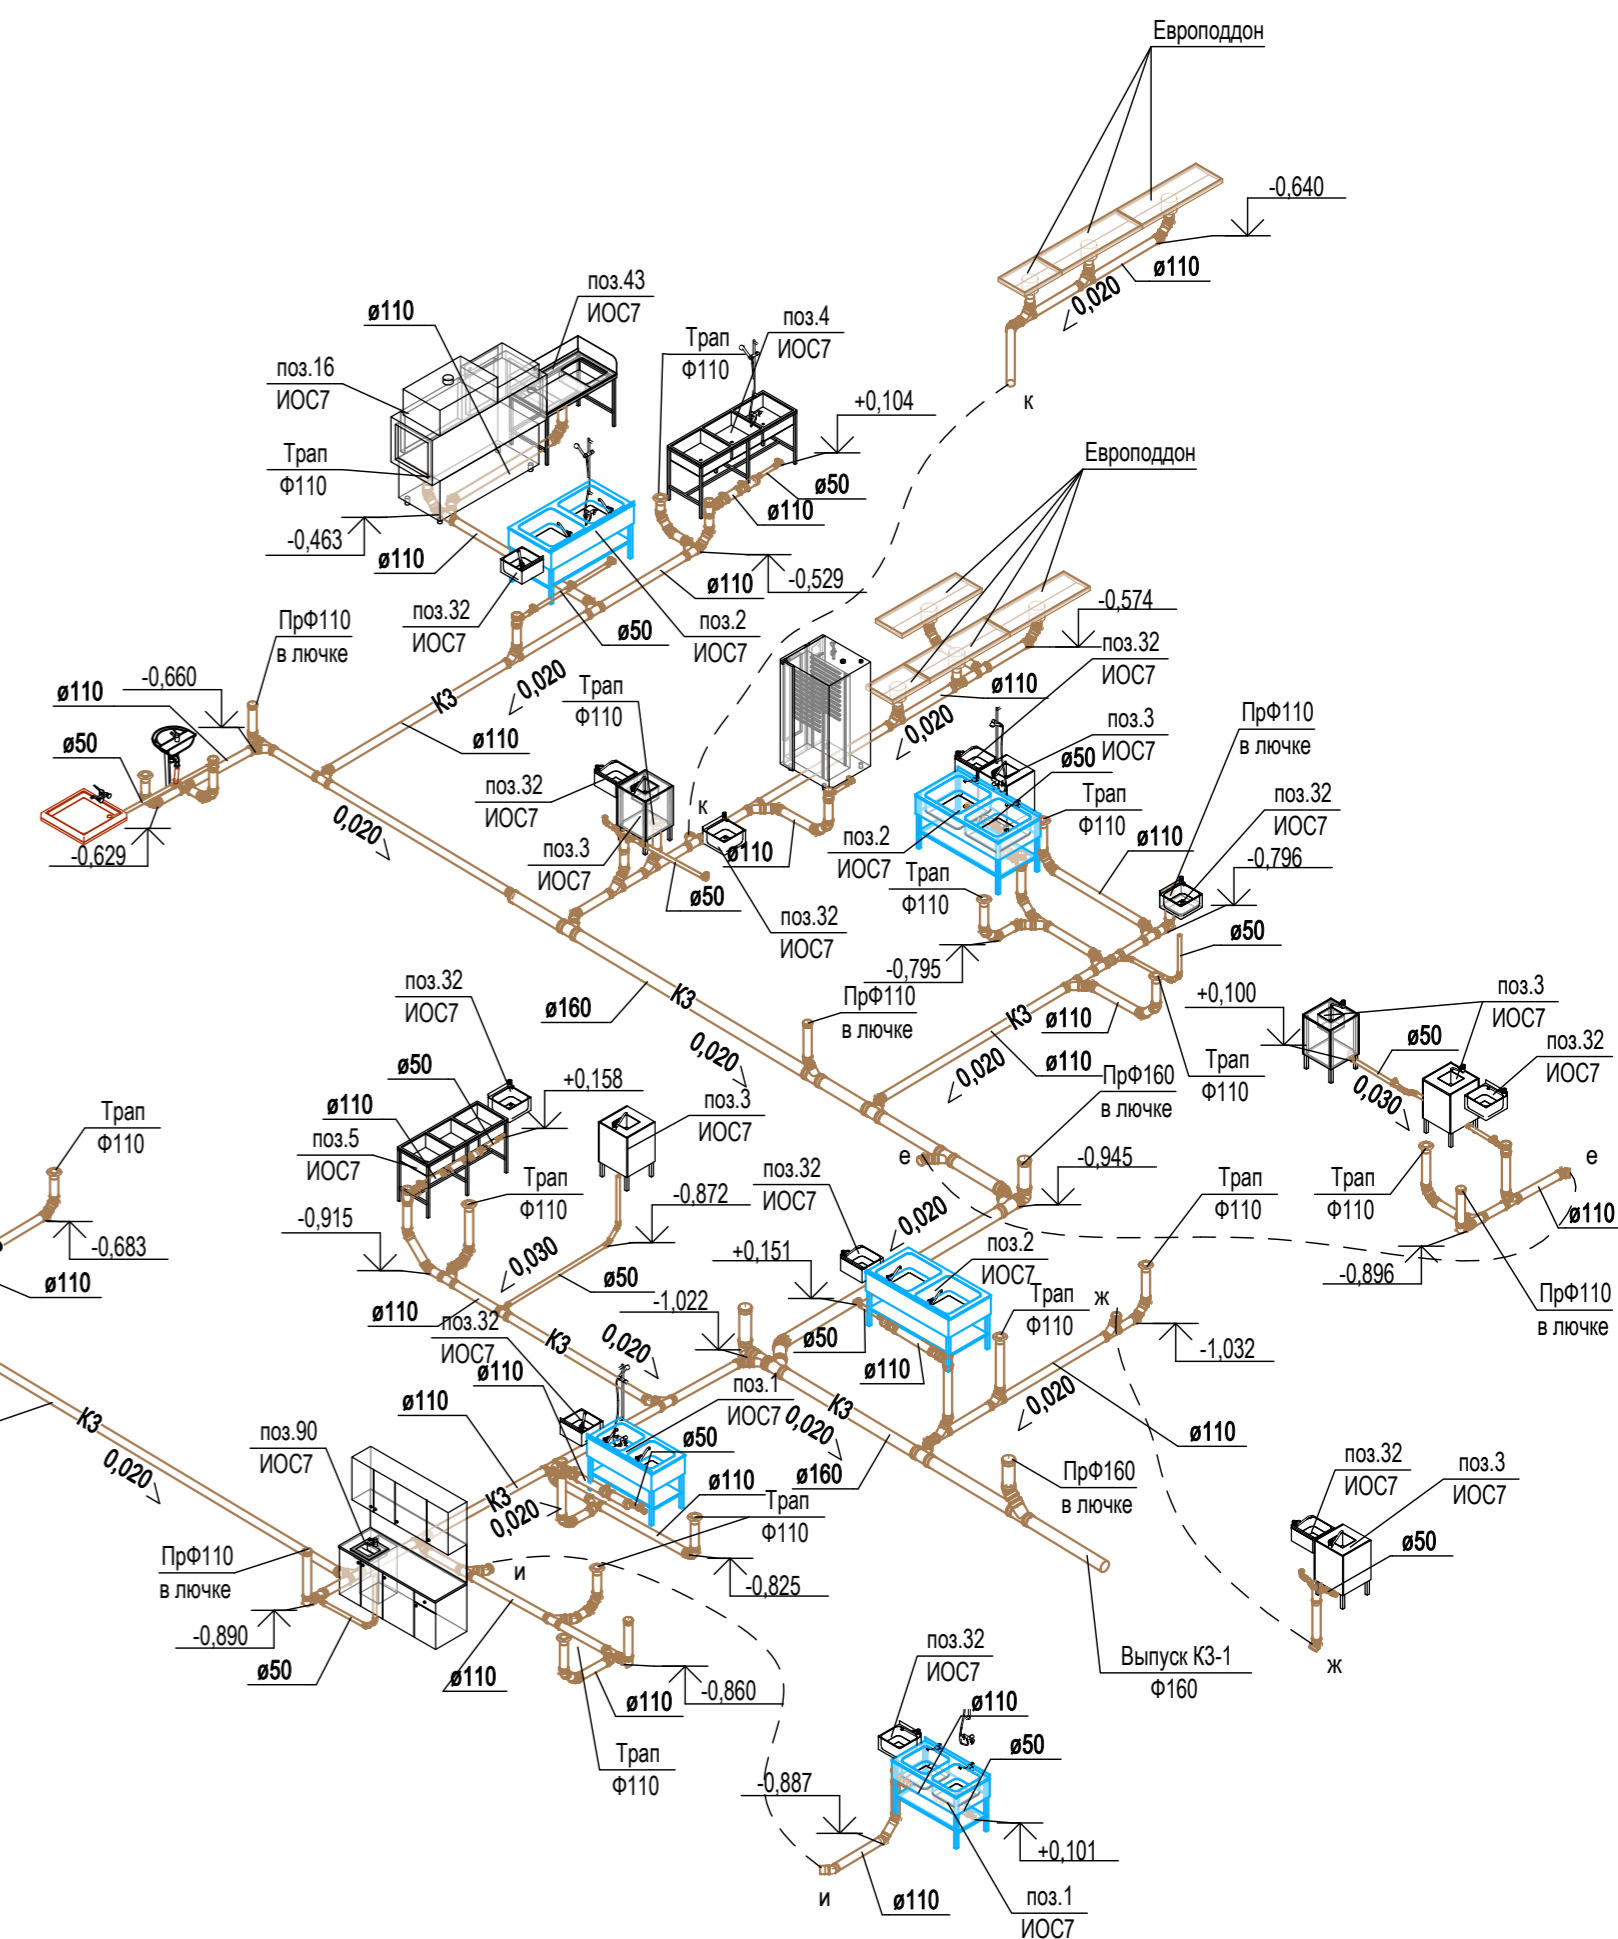 Европоддон
-0,640
ø110
0,020
к
поз.43
ИОС7
ø110
поз.16
ИОС7
Трап
Ф110
поз.4
ИОС7
+0,104
Трап
Ф110
ø50
ø110
-0,463
ø110
ø110
-0,529
поз.32
ИОС7
ø50
поз.2
ИОС7
Европоддон
-0,574
поз.32
ИОС7
ø110
0,020
ПрФ110
в лючке
-0,660
ø110
ø50
-0,629
К3
0,020
ø110
Трап
Ф110
поз.3
ИОС7
ø50
ПрФ110
в лючке
поз.32
ИОС7
поз.3
ИОС7
к
ø110
ø50
поз.32
ИОС7
0,020
поз.2
ИОС7
Трап
Ф110
поз.32
ИОС7
ø110
-0,796
Трап
Ф110
-0,795
ø50
К3
ø160
0,020
ПрФ110
в лючке
К3
ø110
ø110
0,020
Трап
Ф110
ПрФ160
в лючке
+0,100
поз.3
ИОС7
ø50
поз.32
ИОС7
0,030
поз.32
ИОС7
ø50
+0,158
ø110
поз.5
ИОС7
поз.3
ИОС7
Трап
Ф110
-0,683
ø110
Трап
Ф110
-0,915
-0,872
0,030
ø50
ø110
е
-0,945
поз.32
ИОС7
0,020
+0,151
поз.2
ИОС7
Трап
Ф110
ж
Трап
Ф110
-1,032
Трап
Ф110
е
ø110
-0,896
ПрФ110
в лючке
-1,022
ø50
ø110
0,020
ø110
поз.32
ИОС7
К3
0,020
ø110
поз.1
ИОС7
0,020
К3
ø50
ø160
ø110
К3
0,020
ø110
К3
0,020
поз.90
ИОС7
ø110
Трап
Ф110
-0,825
ПрФ160
в лючке
поз.32
ИОС7
поз.3
ИОС7
ø50
ж
ПрФ110
в лючке
-0,890
ø50
и
ø110
ø110
-0,860
Трап
Ф110
Выпуск К3-1
Ф160
поз.32
ИОС7
ø110
ø50
-0,887
+0,101
и
ø110
поз.1
ИОС7